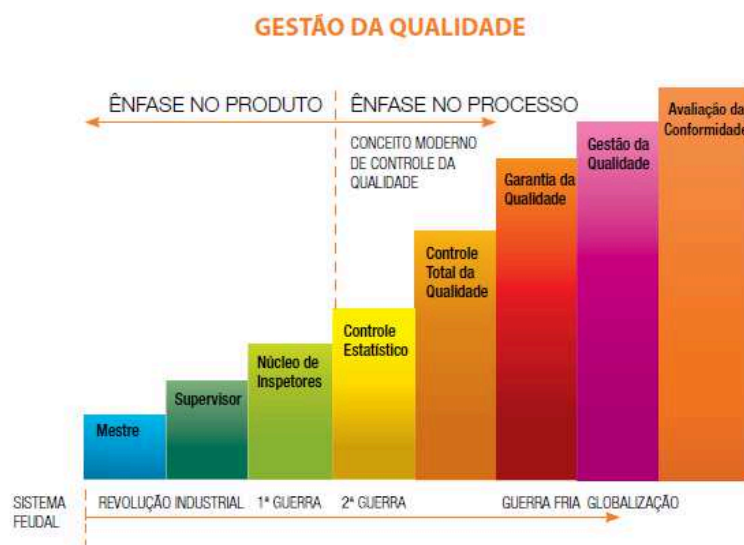 GESTÃO DA QUALIDADE
ÊNFASE NO PRODUTO
ÊNFASE NO PROCESSO
CONCEITO MODERNO
DE CONTROLE DA
QUALIDADE
Mestre
Supervisor
Núcleo de
Inspetores
Controle
Estatístico
Controle
Total da
Qualidade
Garantia da
Qualidade
Gestão da
Qualidade
Avaliação da
Conformidade
SISTEMA
FEUDAL
REVOLUÇÃO INDUSTRIAL
1ª GUERRA
2ª GUERRA
GUERRA FRIA
GLOBALIZAÇÃO